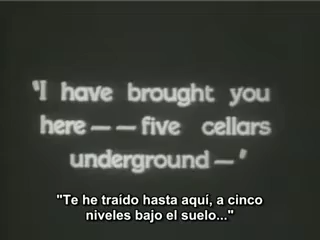 'I have brought you
here——five cellars
underground—'
"Te he traído hasta aquí, a cinco
niveles bajo el suelo..."